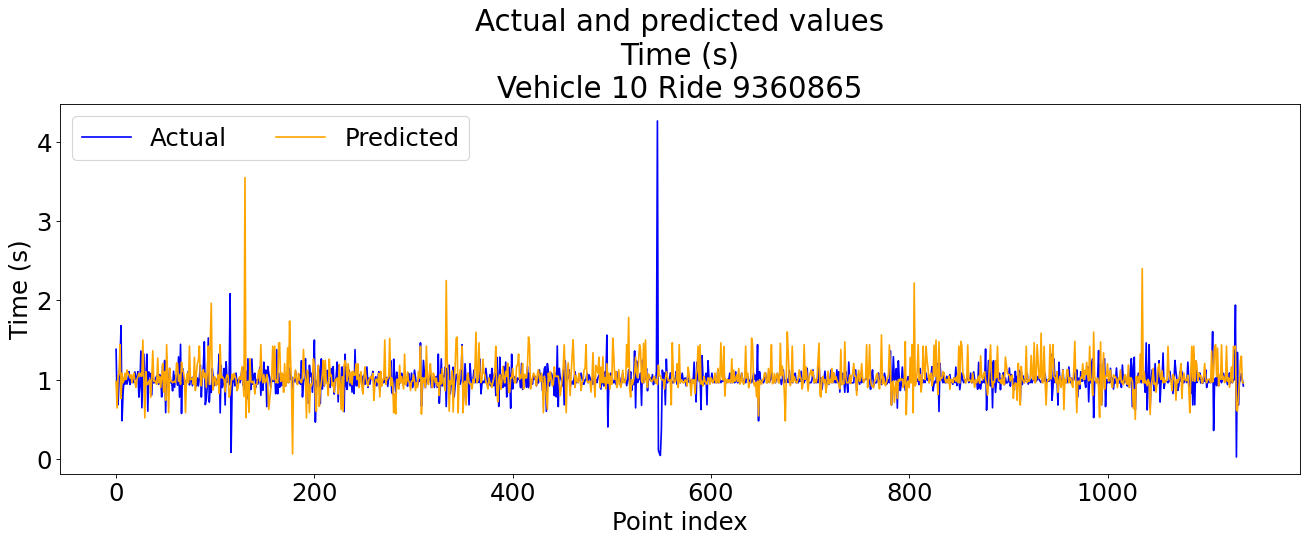 Actual and predicted values
Time (s)
Vehicle 10 Ride 9360865
Actual
Predicted
Time (s)
4
3
2
1
0
0
200
400
600
800
1000
Point index